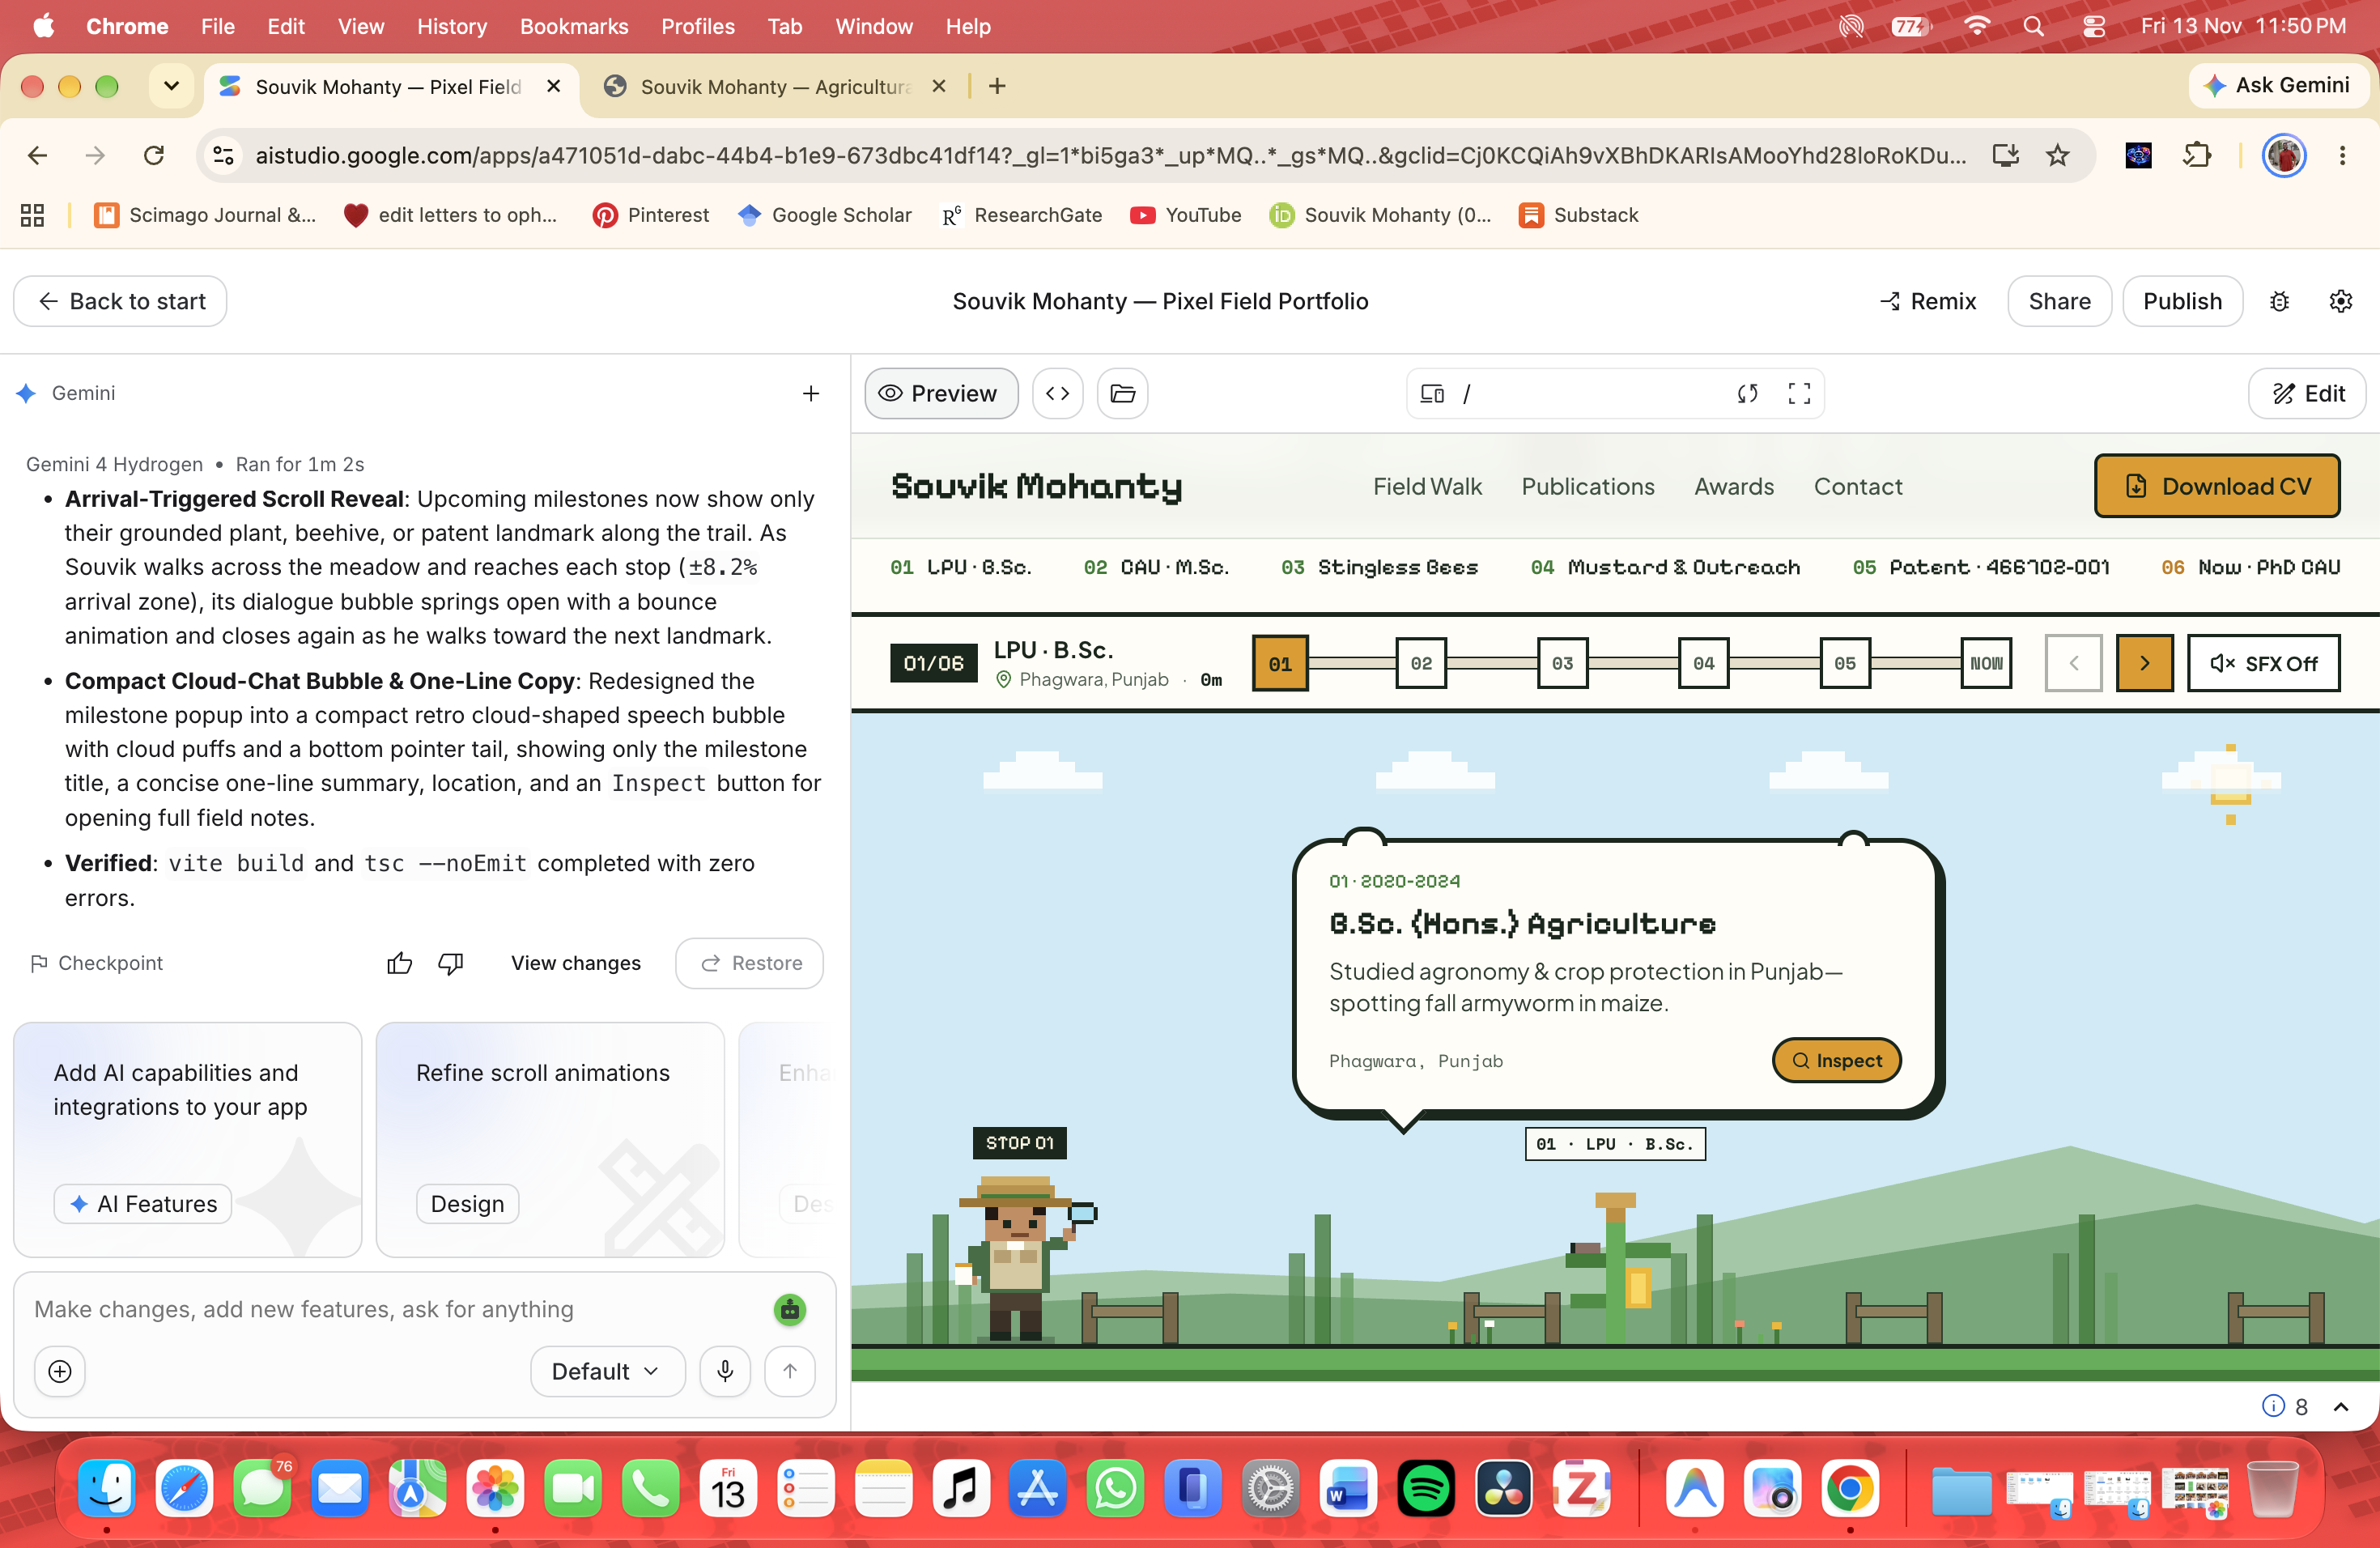 Chrome File Edit View History Bookmarks Profiles Tab Window Help
77 Fri 13 Nov 11:50 PM
Souvik Mohanty — Pixel Field
Souvik Mohanty — Agricultura
Ask Gemini
aistudio.google.com/apps/a471051d-dabc-44b4-b1e9-673dbc41df14?_gl=1*bi5ga3*_up*MQ..*_gs*MQ..&gclid=Cj0KCQiAh9vXBhDKARIsAMooYhd28loRoKDu...
Scimago Journal &...
edit letters to oph...
Pinterest
Google Scholar
ResearchGate
YouTube
Souvik Mohanty (0...
Substack
Back to start
Souvik Mohanty — Pixel Field Portfolio
Remix
Share
Publish
Gemini
Preview
/
Edit
Gemini 4 Hydrogen • Ran for 1m 2s
• Arrival-Triggered Scroll Reveal: Upcoming milestones now show only
their grounded plant, beehive, or patent landmark along the trail. As
Souvik walks across the meadow and reaches each stop (±8.2%
arrival zone), its dialogue bubble springs open with a bounce
animation and closes again as he walks toward the next landmark.
• Compact Cloud-Chat Bubble & One-Line Copy: Redesigned the
milestone popup into a compact retro cloud-shaped speech bubble
with cloud puffs and a bottom pointer tail, showing only the milestone
title, a concise one-line summary, location, and an Inspect button for
opening full field notes.
• Verified: vite build and tsc --noEmit completed with zero
errors.
Checkpoint
View changes
Restore
Add AI capabilities and
integrations to your app
AI Features
Refine scroll animations
Design
Enha
Des
Make changes, add new features, ask for anything
Default
Souvik Mohanty
Field Walk
Publications
Awards
Contact
Download CV
01 LPU · B.Sc.
02 CAU · M.Sc.
03 Stingless Bees
04 Mustard & Outreach
05 Patent · 466702-001
06 Now · PhD CAU
01/06
LPU · B.Sc.
Phagwara, Punjab · 0m
01
02
03
04
05
NOW
SFX Off
01 · 2020-2024
B.Sc. (Hons.) Agriculture
Studied agronomy & crop protection in Punjab—
spotting fall armyworm in maize.
Phagwara, Punjab
Inspect
STOP 01
01 · LPU · B.Sc.
8
76
Fri
13
W
Z